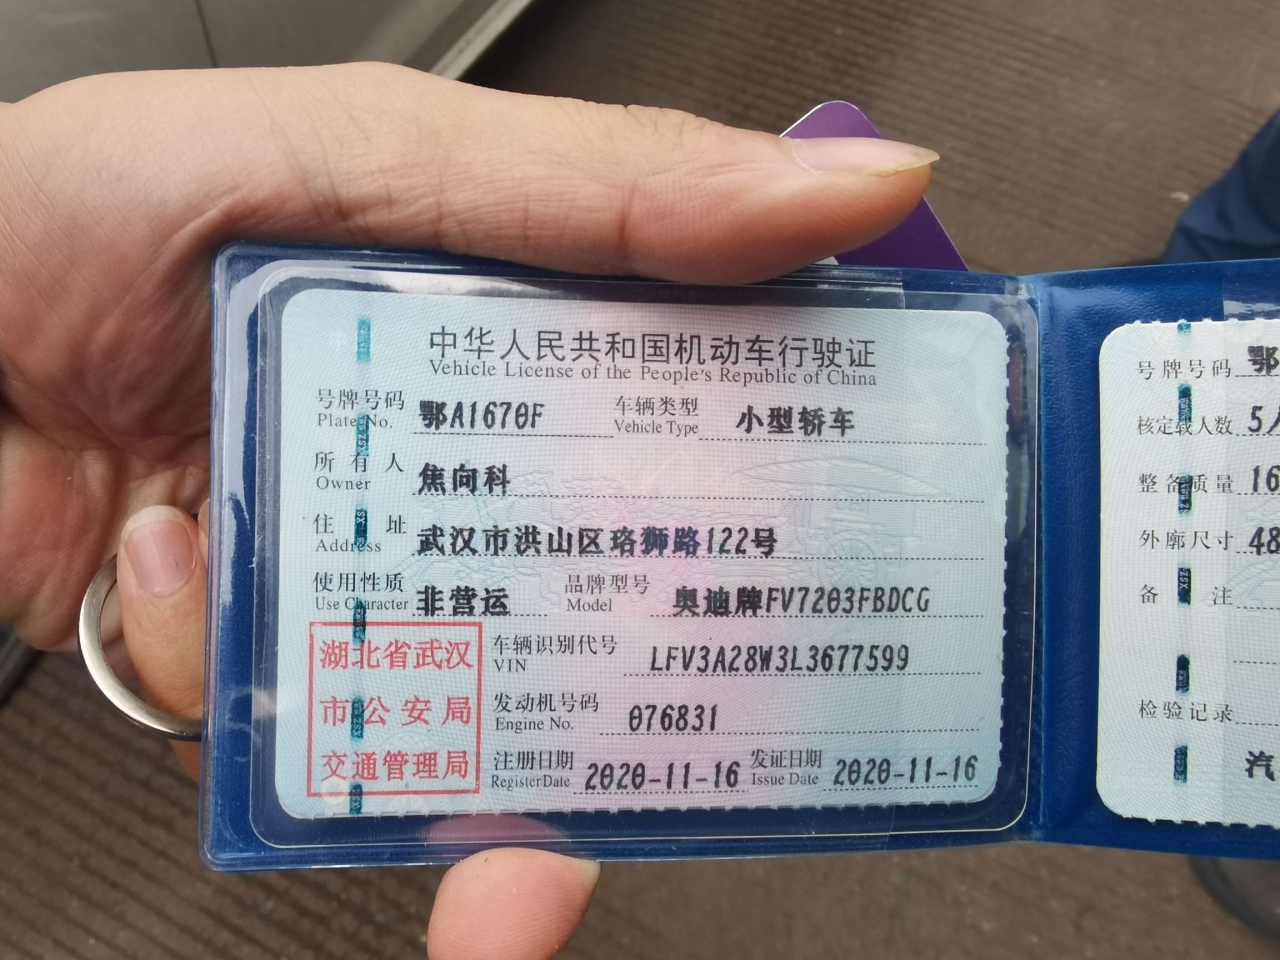 中华人民共和国机动车行驶证
Vehicle License of the People's Republic of China
号牌号码 鄂A1670F 车辆类型 小型轿车
Plate No. Vehicle Type
所有人 焦向科
Owner
住址 武汉市洪山区珞狮路122号
Address
使用性质 非营运 品牌型号 奥迪牌FV7203FBDCG
Use Character Model
湖北省武汉
市公安局
交通管理局
车辆识别代号 LFV3A28W3L3677599
VIN
发动机号码 076831
Engine No.
注册日期 2020-11-16 发证日期 2020-11-16
Register Date Issue Date
号牌号码 鄂
核定载人数 5
整备质量 16
外廓尺寸 48
备注
检验记录
汽